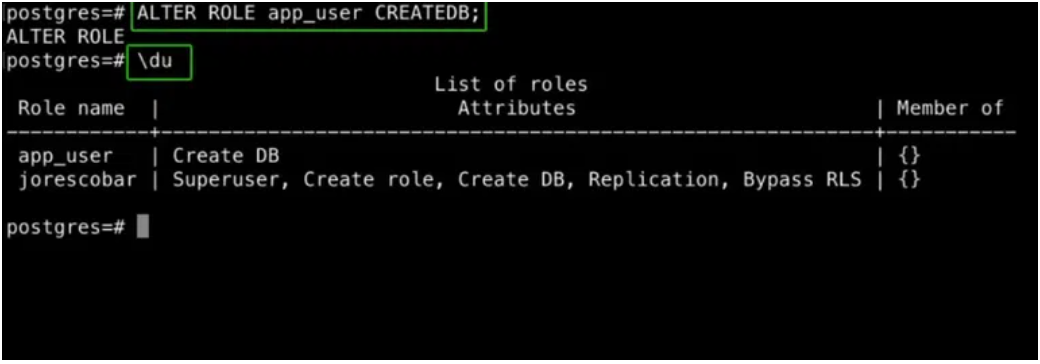 postgres=# ALTER ROLE app_user CREATEDB;
ALTER ROLE
postgres=# \du
                                   List of roles
 Role name  |                         Attributes                         | Member of
------------+------------------------------------------------------------+-----------
 app_user   | Create DB                                                  | {}
 jorescobar | Superuser, Create role, Create DB, Replication, Bypass RLS | {}
postgres=#